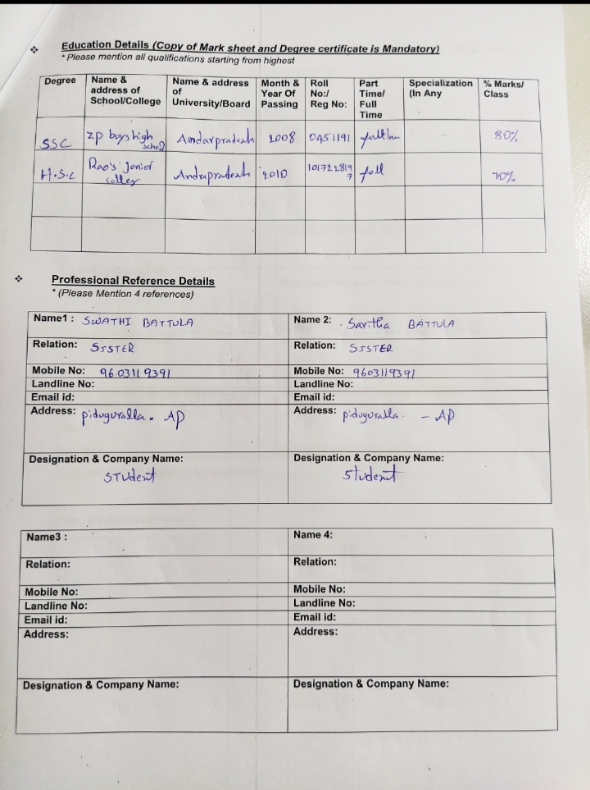 ❖ Education Details (Copy of Mark sheet and Degree certificate is Mandatory)
* Please mention all qualifications starting from highest
Degree | Name & address of School/College | Name & address of University/Board | Month & Year Of Passing | Roll No:/ Reg No: | Part Time/ Full Time | Specialization (In Any | % Marks/ Class
SSC | zp boys high school | Andarpradesh | 2008 | 0451191 | full | 80%
H.S.C | Rao's Junior | Andrapradesh | 2010 | full | 70%
❖ Professional Reference Details
* (Please Mention 4 references)
Name1 : SWATHI BATTULA | Name 2: BATTULA
Relation: SISTER | Relation: SISTER
Mobile No: 9603119391 | Mobile No: 9603119391
Landline No: | Landline No:
Email id: | Email id:
Address: piduguralla. AP | Address: piduguralla. - AP
Designation & Company Name: | Designation & Company Name:
STUdent | Student
Name3 : | Name 4:
Relation: | Relation:
Mobile No: | Mobile No:
Landline No: | Landline No:
Email id: | Email id:
Address: | Address:
Designation & Company Name: | Designation & Company Name: